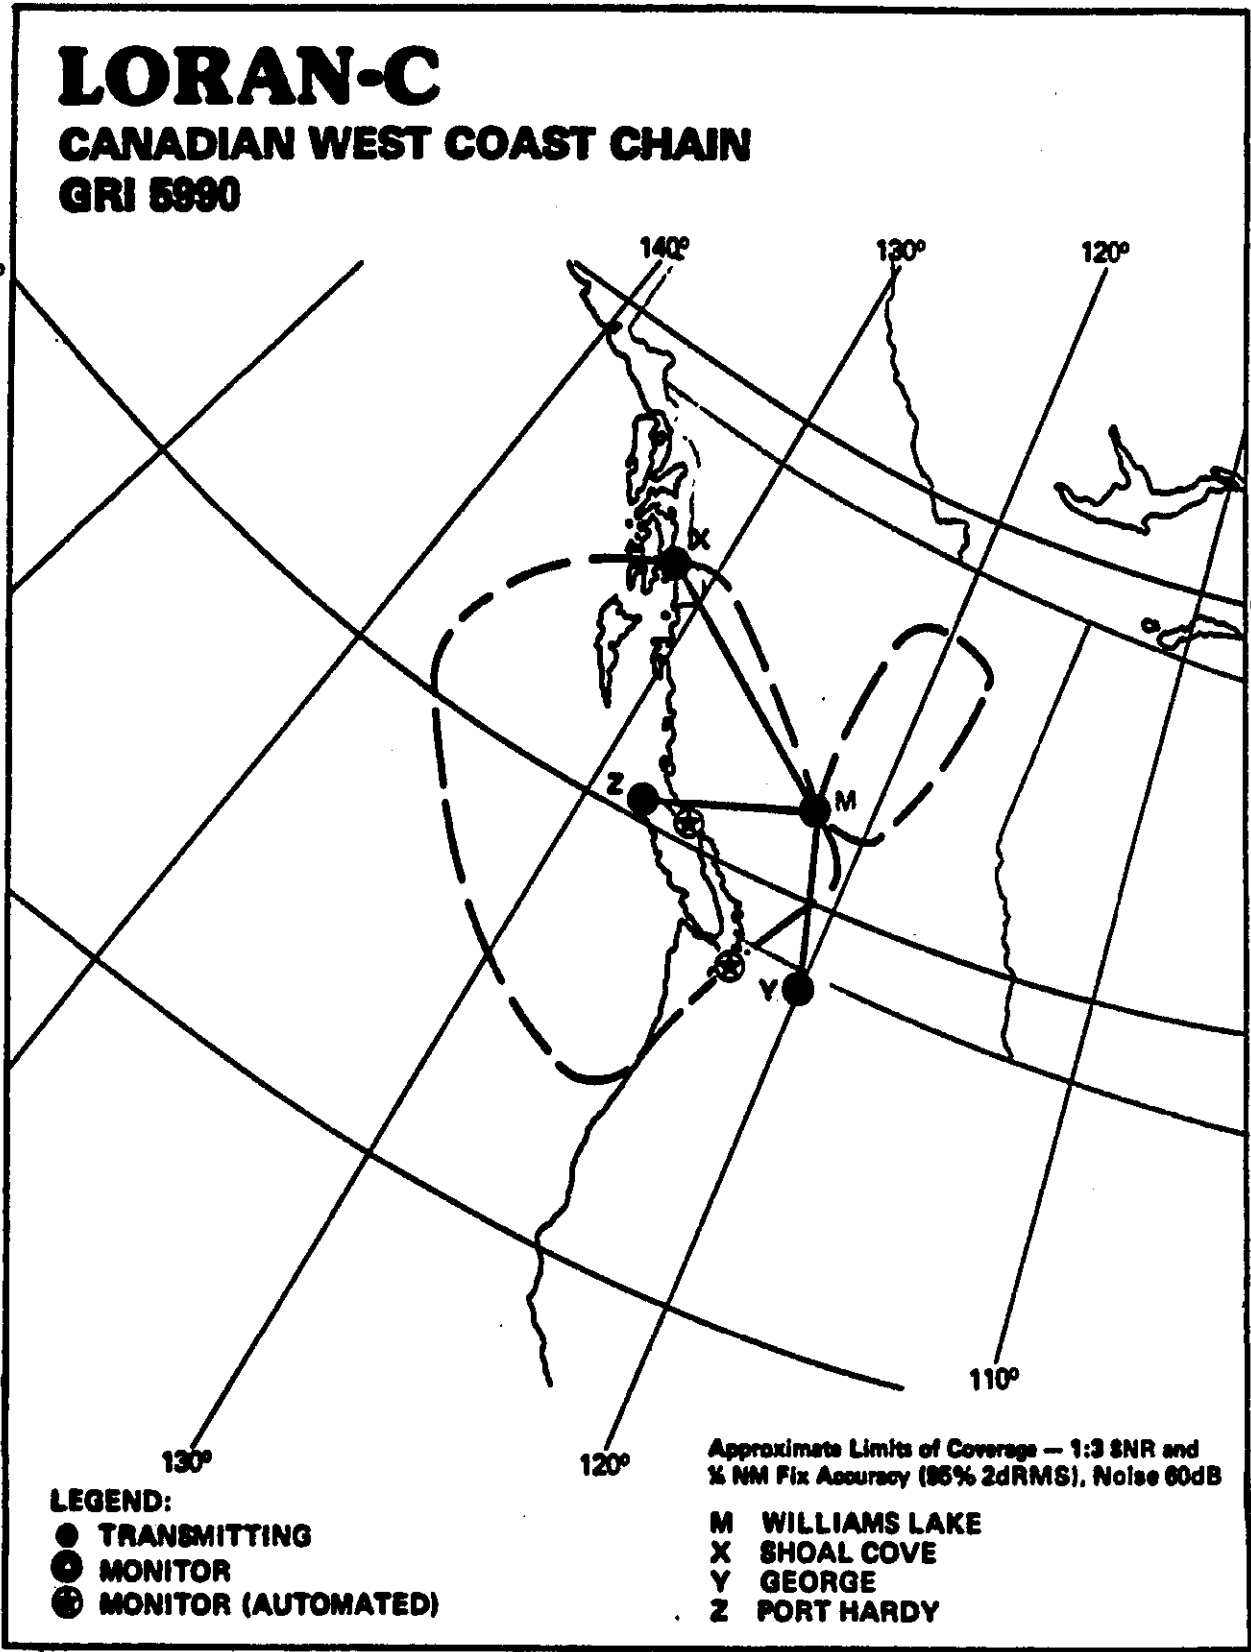 LORAN-C
CANADIAN WEST COAST CHAIN
GRI 5990
140° 130° 120°
X
Z
M
Y
110°
130° 120°
Approximate Limits of Coverage — 1:3 SNR and
¼ NM Fix Accuracy (95% 2dRMS), Noise 60dB
LEGEND:
TRANSMITTING
MONITOR
MONITOR (AUTOMATED)
M WILLIAMS LAKE
X SHOAL COVE
Y GEORGE
Z PORT HARDY